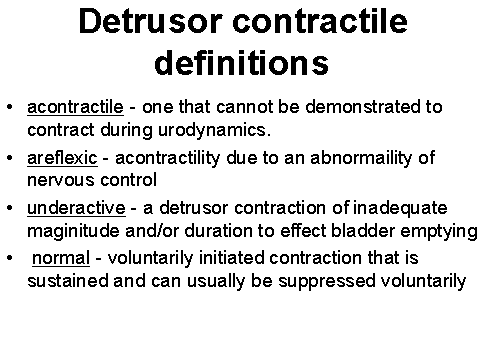 Detrusor contractile
definitions
• acontractile - one that cannot be demonstrated to
contract during urodynamics.
• areflexic - acontractility due to an abnormaility of
nervous control
• underactive - a detrusor contraction of inadequate
maginitude and/or duration to effect bladder emptying
• normal - voluntarily initiated contraction that is
sustained and can usually be suppressed voluntarily